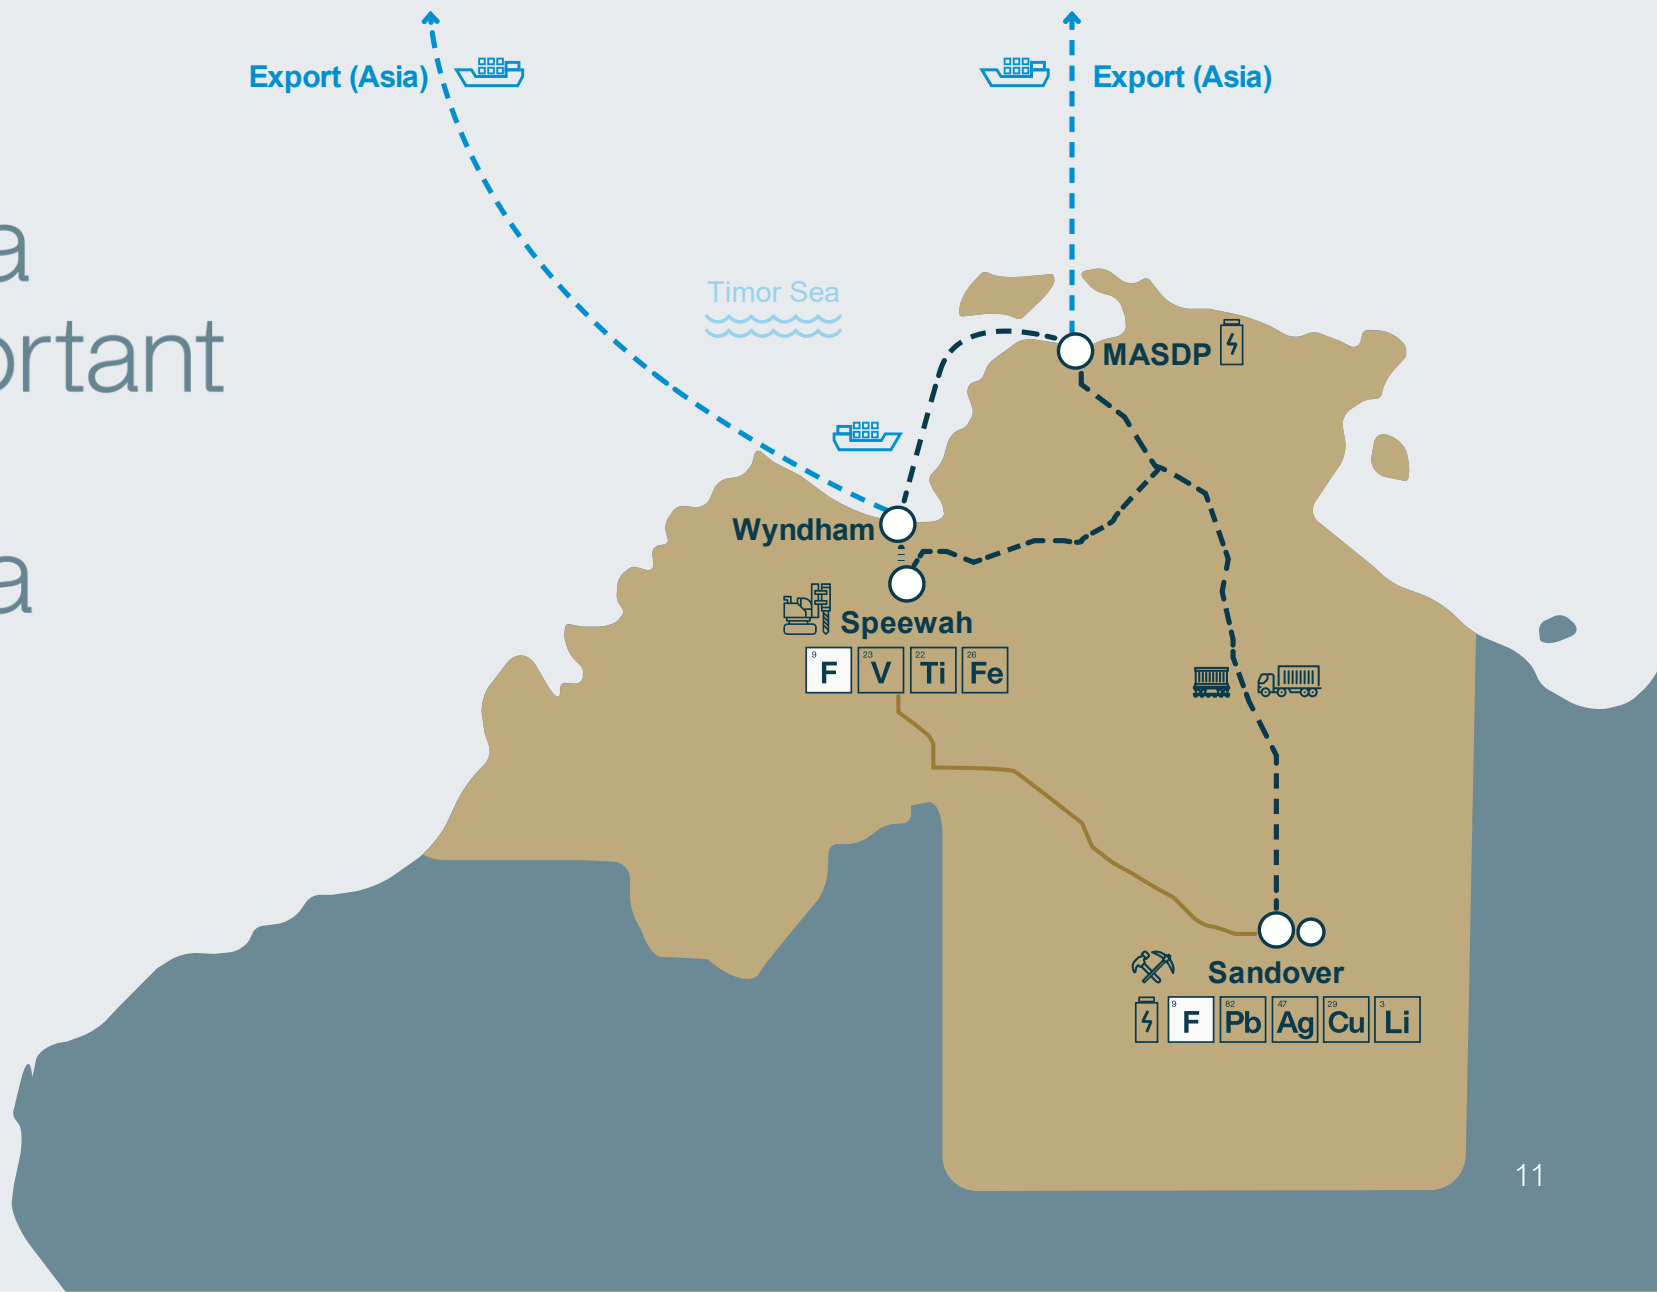 Export (Asia)
Export (Asia)
a
ortant
a
Timor Sea
MASDP
Wyndham
Speewah
9 F 23 V 22 Ti 26 Fe
Sandover
9 F 82 Pb 47 Ag 29 Cu 3 Li
11